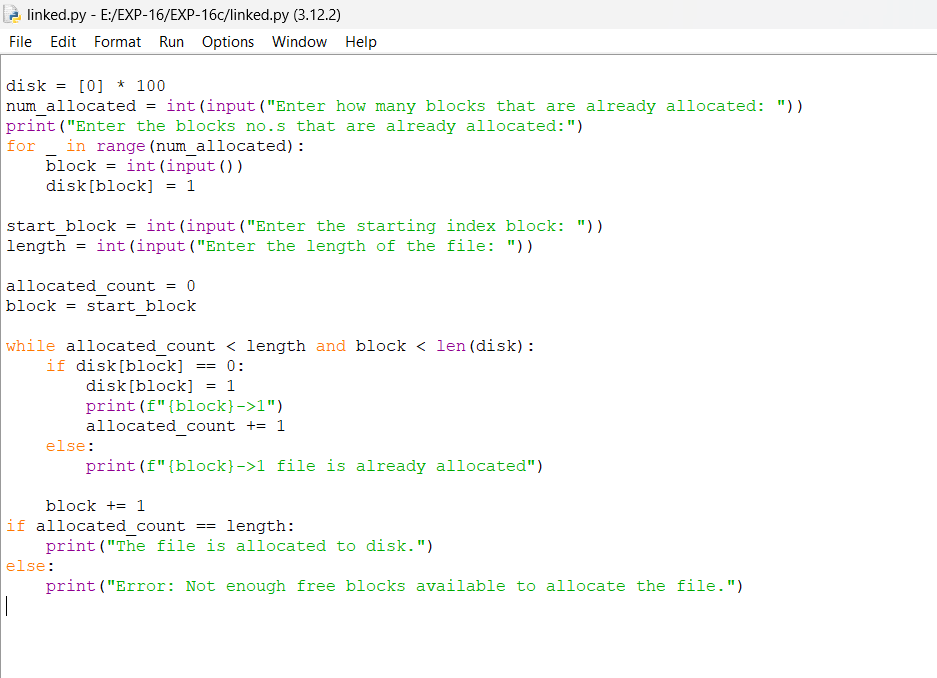 linked.py - E:/EXP-16/EXP-16c/linked.py (3.12.2)
File Edit Format Run Options Window Help
disk = [0] * 100
num_allocated = int(input("Enter how many blocks that are already allocated: "))
print("Enter the blocks no.s that are already allocated:")
for _ in range(num_allocated):
    block = int(input())
    disk[block] = 1

start_block = int(input("Enter the starting index block: "))
length = int(input("Enter the length of the file: "))

allocated_count = 0
block = start_block

while allocated_count < length and block < len(disk):
    if disk[block] == 0:
        disk[block] = 1
        print(f"{block}->1")
        allocated_count += 1
    else:
        print(f"{block}->1 file is already allocated")

    block += 1
if allocated_count == length:
    print("The file is allocated to disk.")
else:
    print("Error: Not enough free blocks available to allocate the file.")